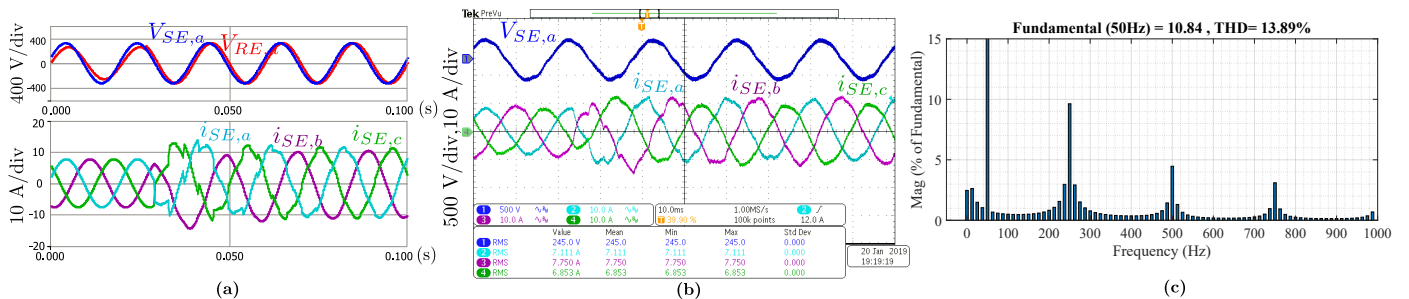 V_{SE,a}
V_{RE,a}
400 V/div
400
0
-400
0.000
0.050
0.100
(s)
i_{SE,a}
i_{SE,b}
i_{SE,c}
10 A/div
20
10
0
-10
-20
0.000
0.050
0.100
(s)
(a)
Tek PreVu
V_{SE,a}
i_{SE,a}
i_{SE,b}
i_{SE,c}
500 V/div,10 A/div
1 500 V 2 10.0 A 10.0ms 1.00MS/s 2
3 10.0 A 4 10.0 A T 39.90 % 100k points 12.0 A
Value Mean Min Max Std Dev
1 RMS 245.0 V 245.0 245.0 245.0 0.000
2 RMS 7.111 A 7.111 7.111 7.111 0.000
3 RMS 7.750 A 7.750 7.750 7.750 0.000
4 RMS 6.853 A 6.853 6.853 6.853 0.000
20 Jan 2019
19:19:19
(b)
Fundamental (50Hz) = 10.84 , THD= 13.89%
Mag (% of Fundamental)
15
10
5
0
0 100 200 300 400 500 600 700 800 900 1000
Frequency (Hz)
(c)